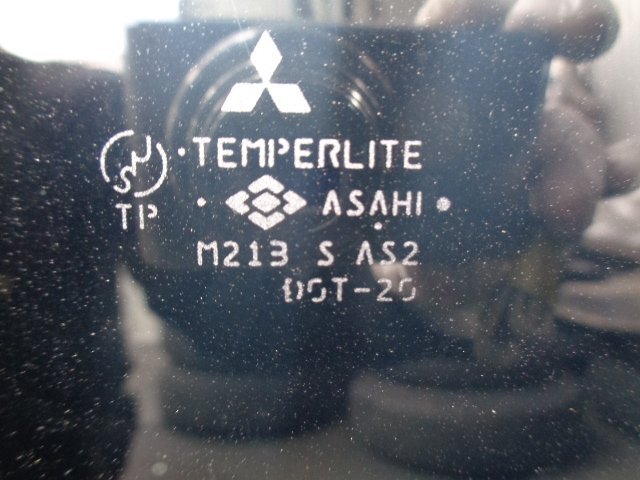 TEMPERLITE
TP
ASAHI
M213 S AS2
DOT-20